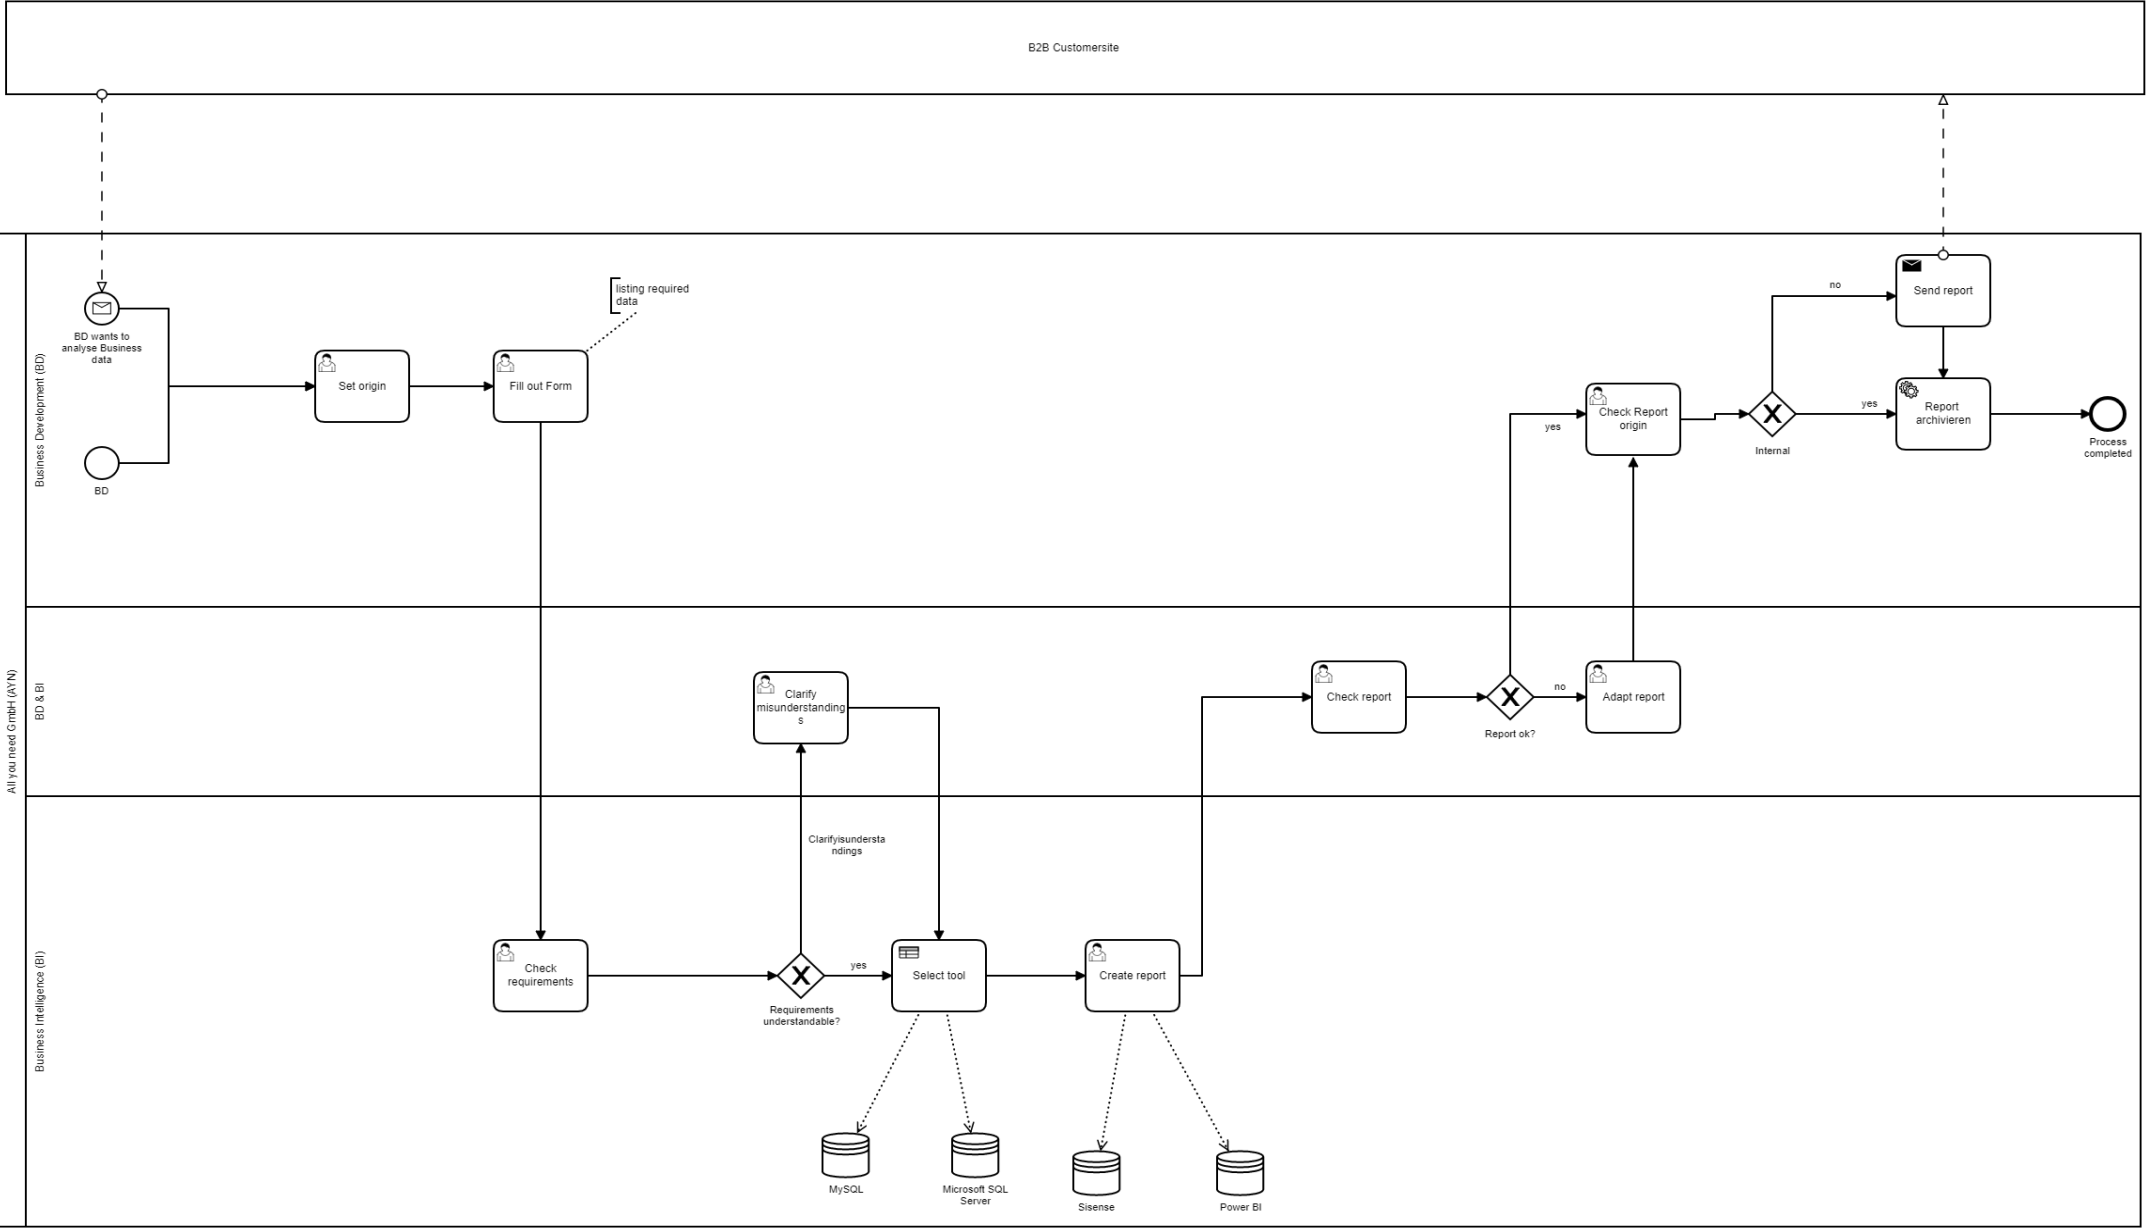 B2B Customersite
All you need GmbH (AYN)
Business Development (BD)
BD wants to
analyse Business
data
BD
Set origin
Fill out Form
listing required
data
Check Report
origin
yes
Internal
no
yes
Send report
Report
archivieren
Process
completed
BD & BI
Clarify
misunderstanding
s
Check report
Report ok?
no
Adapt report
Business Intelligence (BI)
Clarifyisundersta
ndings
Check
requirements
Requirements
understandable?
yes
Select tool
Create report
MySQL
Microsoft SQL
Server
Sisense
Power BI